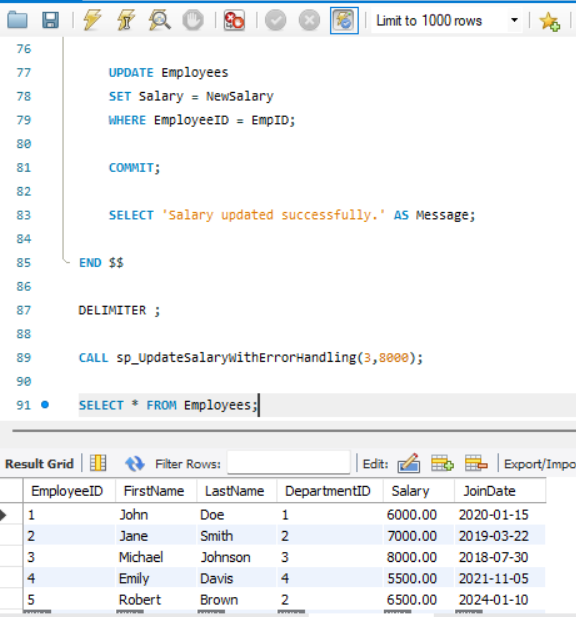 Limit to 1000 rows
76
77 UPDATE Employees
78 SET Salary = NewSalary
79 WHERE EmployeeID = EmpID;
80
81 COMMIT;
82
83 SELECT 'Salary updated successfully.' AS Message;
84
85 END $$
86
87 DELIMITER ;
88
89 CALL sp_UpdateSalaryWithErrorHandling(3,8000);
90
91 SELECT * FROM Employees;
Result Grid Filter Rows: Edit: Export/Impo
EmployeeID FirstName LastName DepartmentID Salary JoinDate
1 John Doe 1 6000.00 2020-01-15
2 Jane Smith 2 7000.00 2019-03-22
3 Michael Johnson 3 8000.00 2018-07-30
4 Emily Davis 4 5500.00 2021-11-05
5 Robert Brown 2 6500.00 2024-01-10